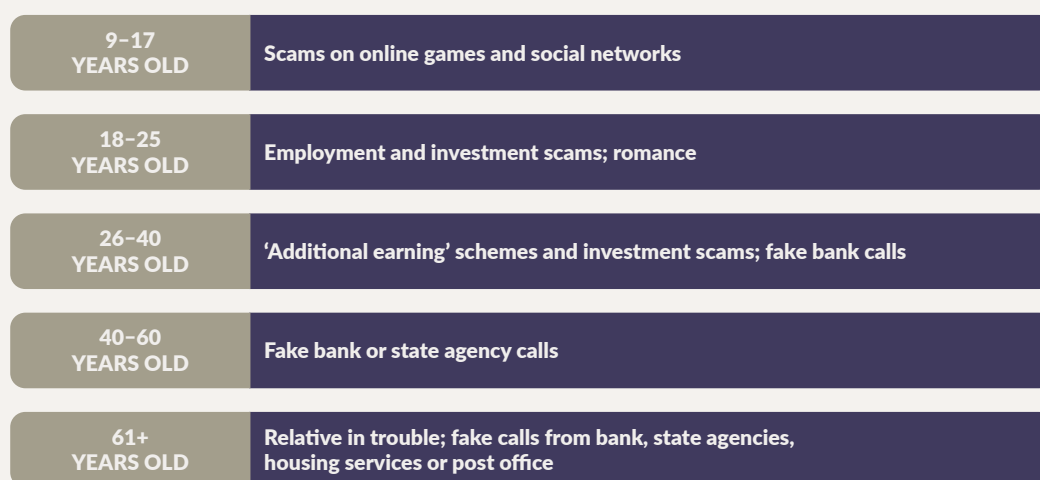 9–17
YEARS OLD
Scams on online games and social networks
18–25
YEARS OLD
Employment and investment scams; romance
26–40
YEARS OLD
‘Additional earning’ schemes and investment scams; fake bank calls
40–60
YEARS OLD
Fake bank or state agency calls
61+
YEARS OLD
Relative in trouble; fake calls from bank, state agencies,
housing services or post office